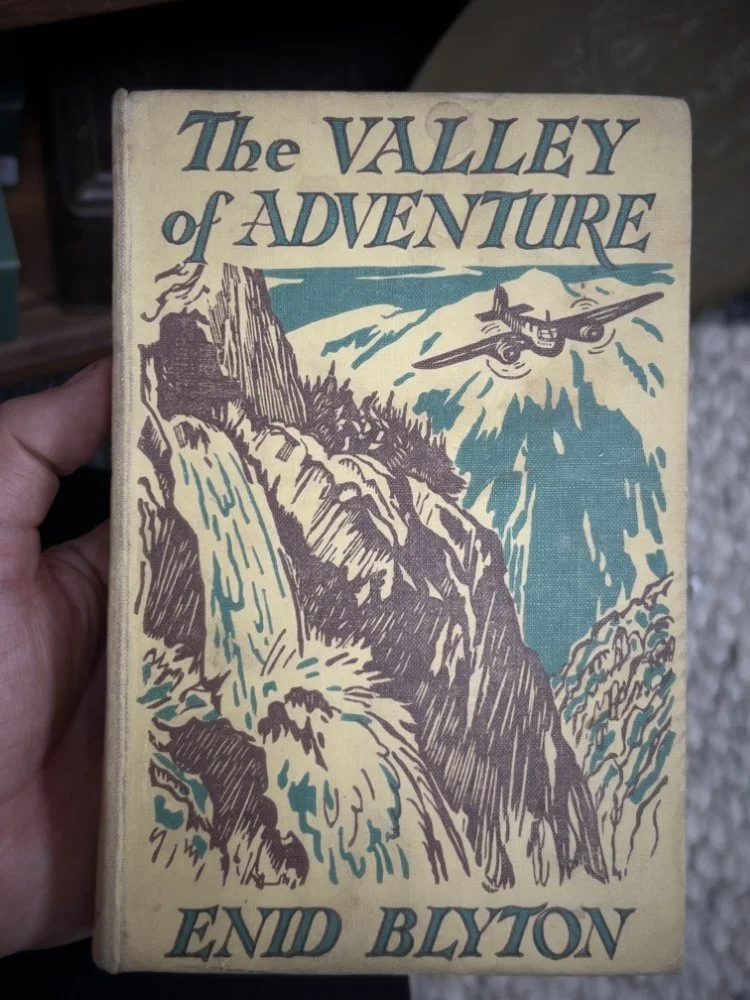 The VALLEY
of ADVENTURE
ENID BLYTON